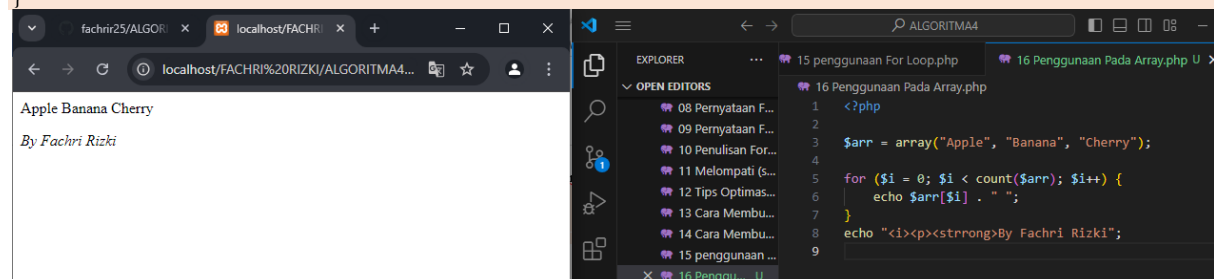 }
fachrir25/ALGOR
localhost/FACHRI
localhost/FACHRI%20RIZKI/ALGORITMA4...
Apple Banana Cherry
By Fachri Rizki
ALGORITMA4
EXPLORER
OPEN EDITORS
08 Pernyataan F...
09 Pernyataan F...
10 Penulisan For...
11 Melompati (s...
12 Tips Optimas...
13 Cara Membu...
14 Cara Membu...
15 penggunaan ...
16 Penggu... U
1
15 penggunaan For Loop.php
16 Penggunaan Pada Array.php U
16 Penggunaan Pada Array.php
1 <?php
2
3 $arr = array("Apple", "Banana", "Cherry");
4
5 for ($i = 0; $i < count($arr); $i++) {
6 echo $arr[$i] . " ";
7 }
8 echo "<i><p><strrong>By Fachri Rizki";
9